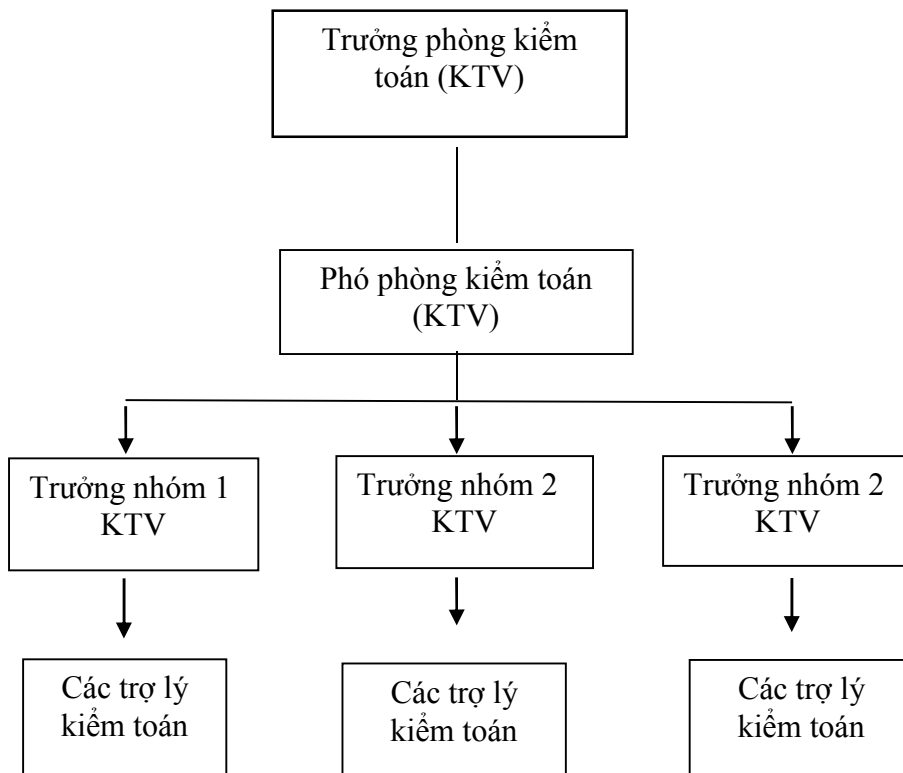 Trưởng phòng kiểm
toán (KTV)
Phó phòng kiểm toán
(KTV)
Trưởng nhóm 1
KTV
Trưởng nhóm 2
KTV
Trưởng nhóm 2
KTV
Các trợ lý
kiểm toán
Các trợ lý
kiểm toán
Các trợ lý
kiểm toán